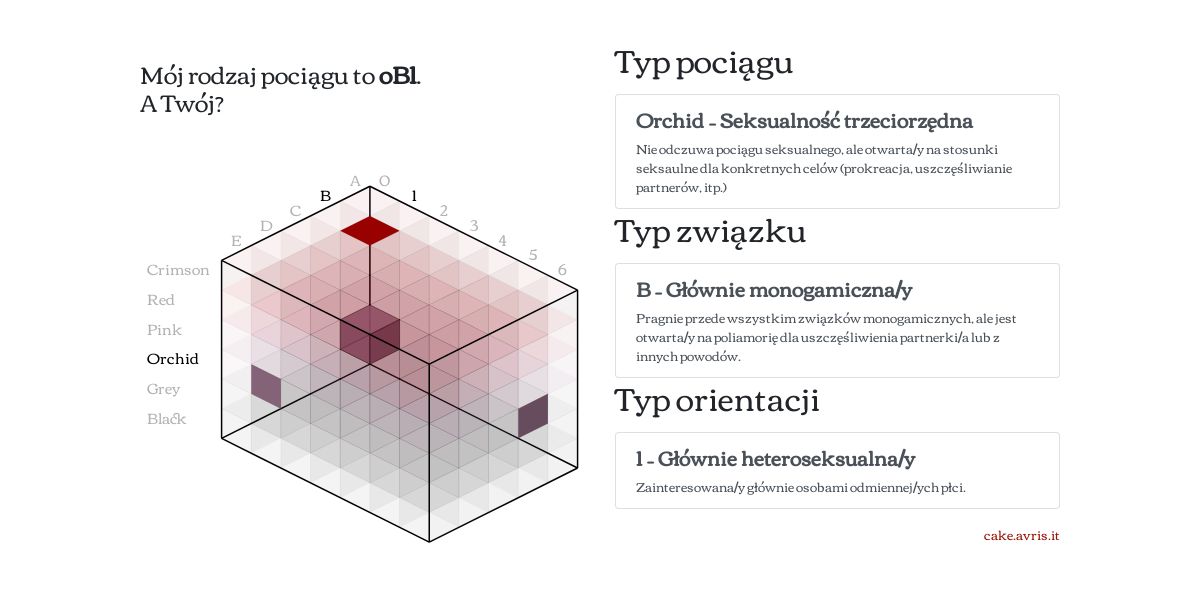 Mój rodzaj pociągu to oB1.
A Twój?
A O
B 1
C 2
D 3
E 4
5
6
Crimson
Red
Pink
Orchid
Grey
Black
Typ pociągu
Orchid – Seksualność trzeciorzędna
Nie odczuwa pociągu seksualnego, ale otwarta/y na stosunki
seksaulne dla konkretnych celów (prokreacja, uszczęśliwianie
partnerów, itp.)
Typ związku
B – Głównie monogamiczna/y
Pragnie przede wszystkim związków monogamicznych, ale jest
otwarta/y na poliamorię dla uszczęśliwienia partnerki/a lub z
innych powodów.
Typ orientacji
1 – Głównie heteroseksualna/y
Zainteresowana/y głównie osobami odmiennej/ych płci.
cake.avris.it